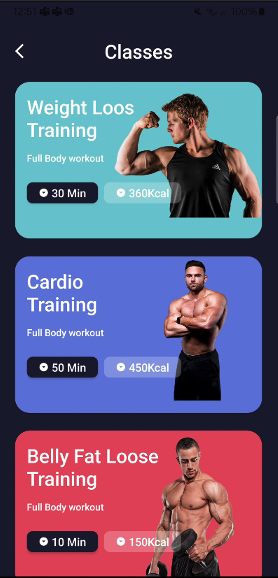 12:51
100%
Classes
Weight Loos
Training
Full Body workout
30 Min
360Kcal
Cardio
Training
Full Body workout
50 Min
450Kcal
Belly Fat Loose
Training
Full Body workout
10 Min
150Kcal